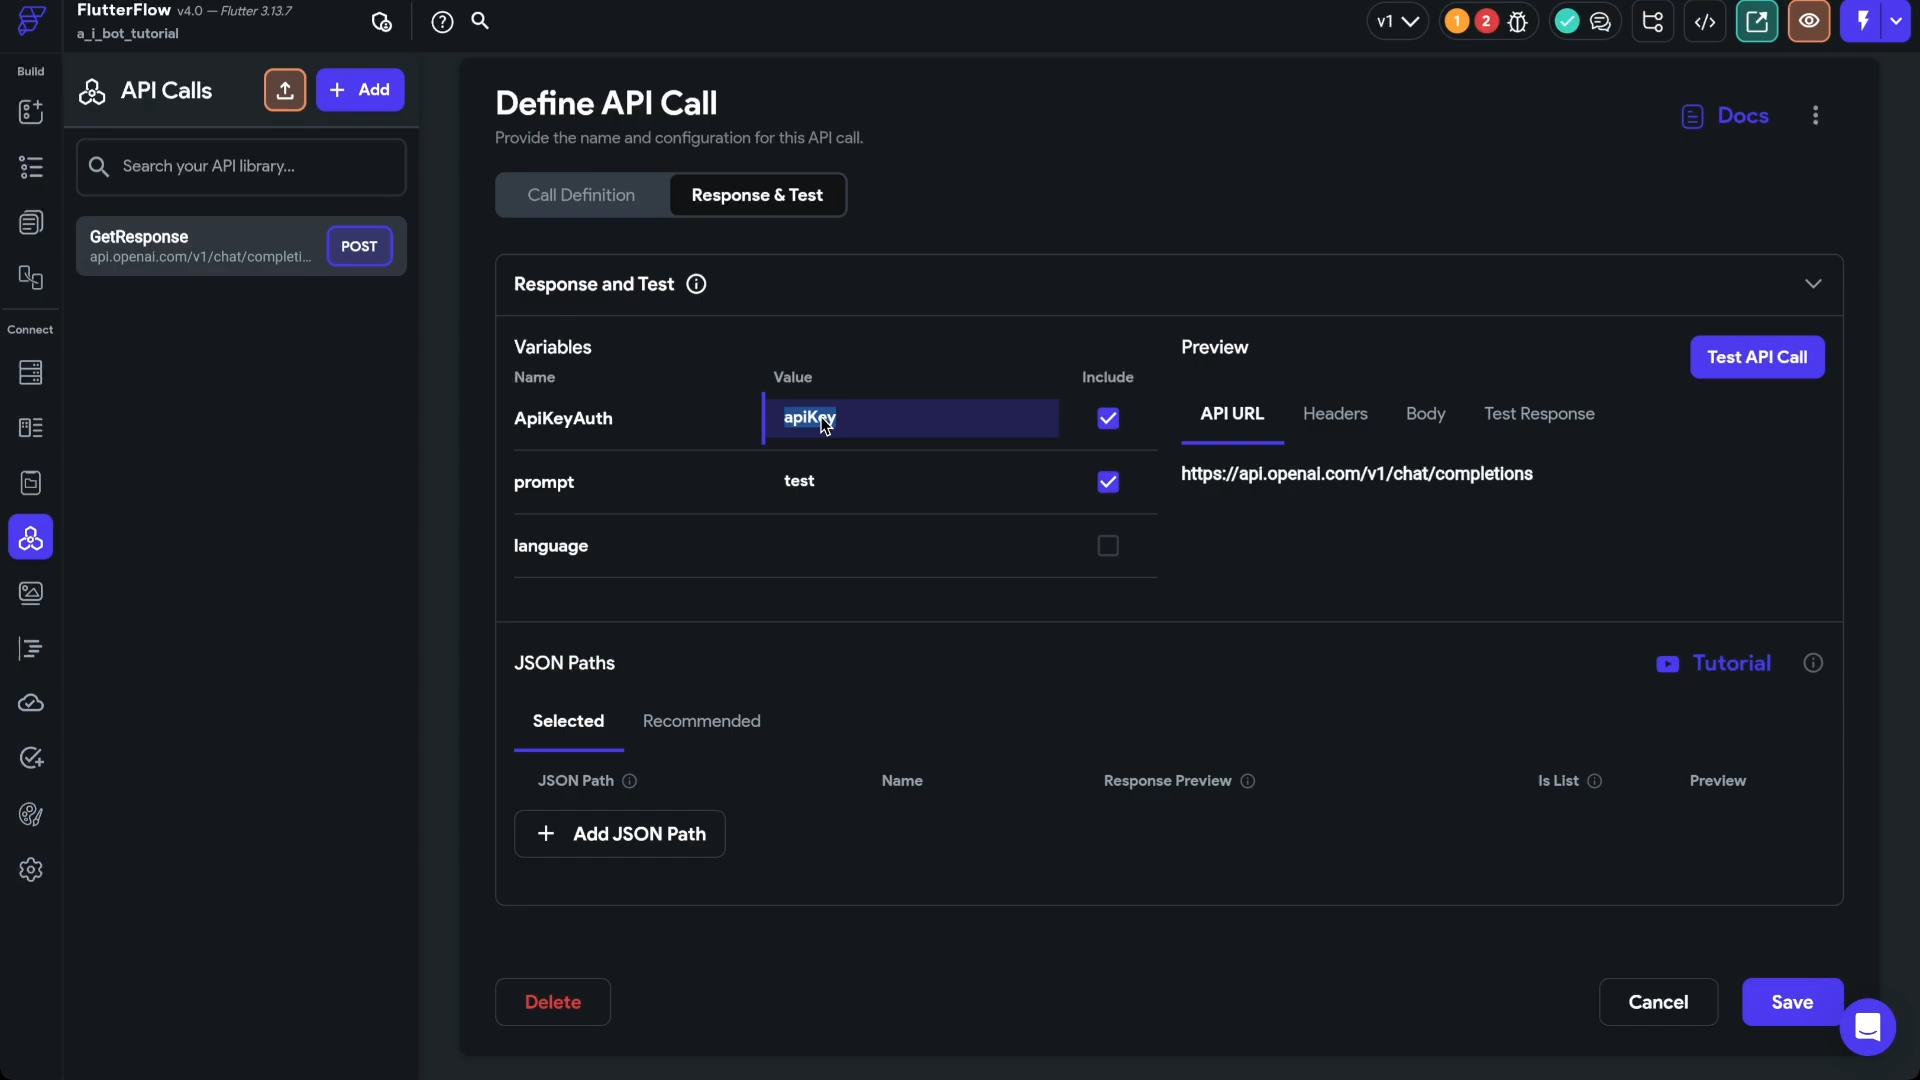 FlutterFlow v4.0 — Flutter 3.13.7
a_i_bot_tutorial
v1
1
2
Build
API Calls
+ Add
Search your API library...
GetResponse
api.openai.com/v1/chat/completi...
POST
Connect
Define API Call
Provide the name and configuration for this API call.
Docs
Call Definition
Response & Test
Response and Test
Variables
Name
Value
Include
ApiKeyAuth
apiKey
prompt
test
language
Preview
Test API Call
API URL
Headers
Body
Test Response
https://api.openai.com/v1/chat/completions
JSON Paths
Tutorial
Selected
Recommended
JSON Path
Name
Response Preview
Is List
Preview
+ Add JSON Path
Delete
Cancel
Save